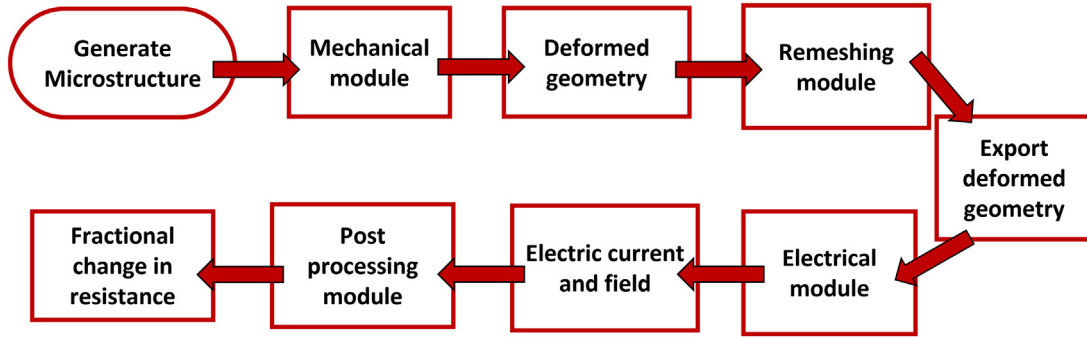 Generate
Microstructure
Mechanical
module
Deformed
geometry
Remeshing
module
Export
deformed
geometry
Electrical
module
Electric current
and field
Post
processing
module
Fractional
change in
resistance